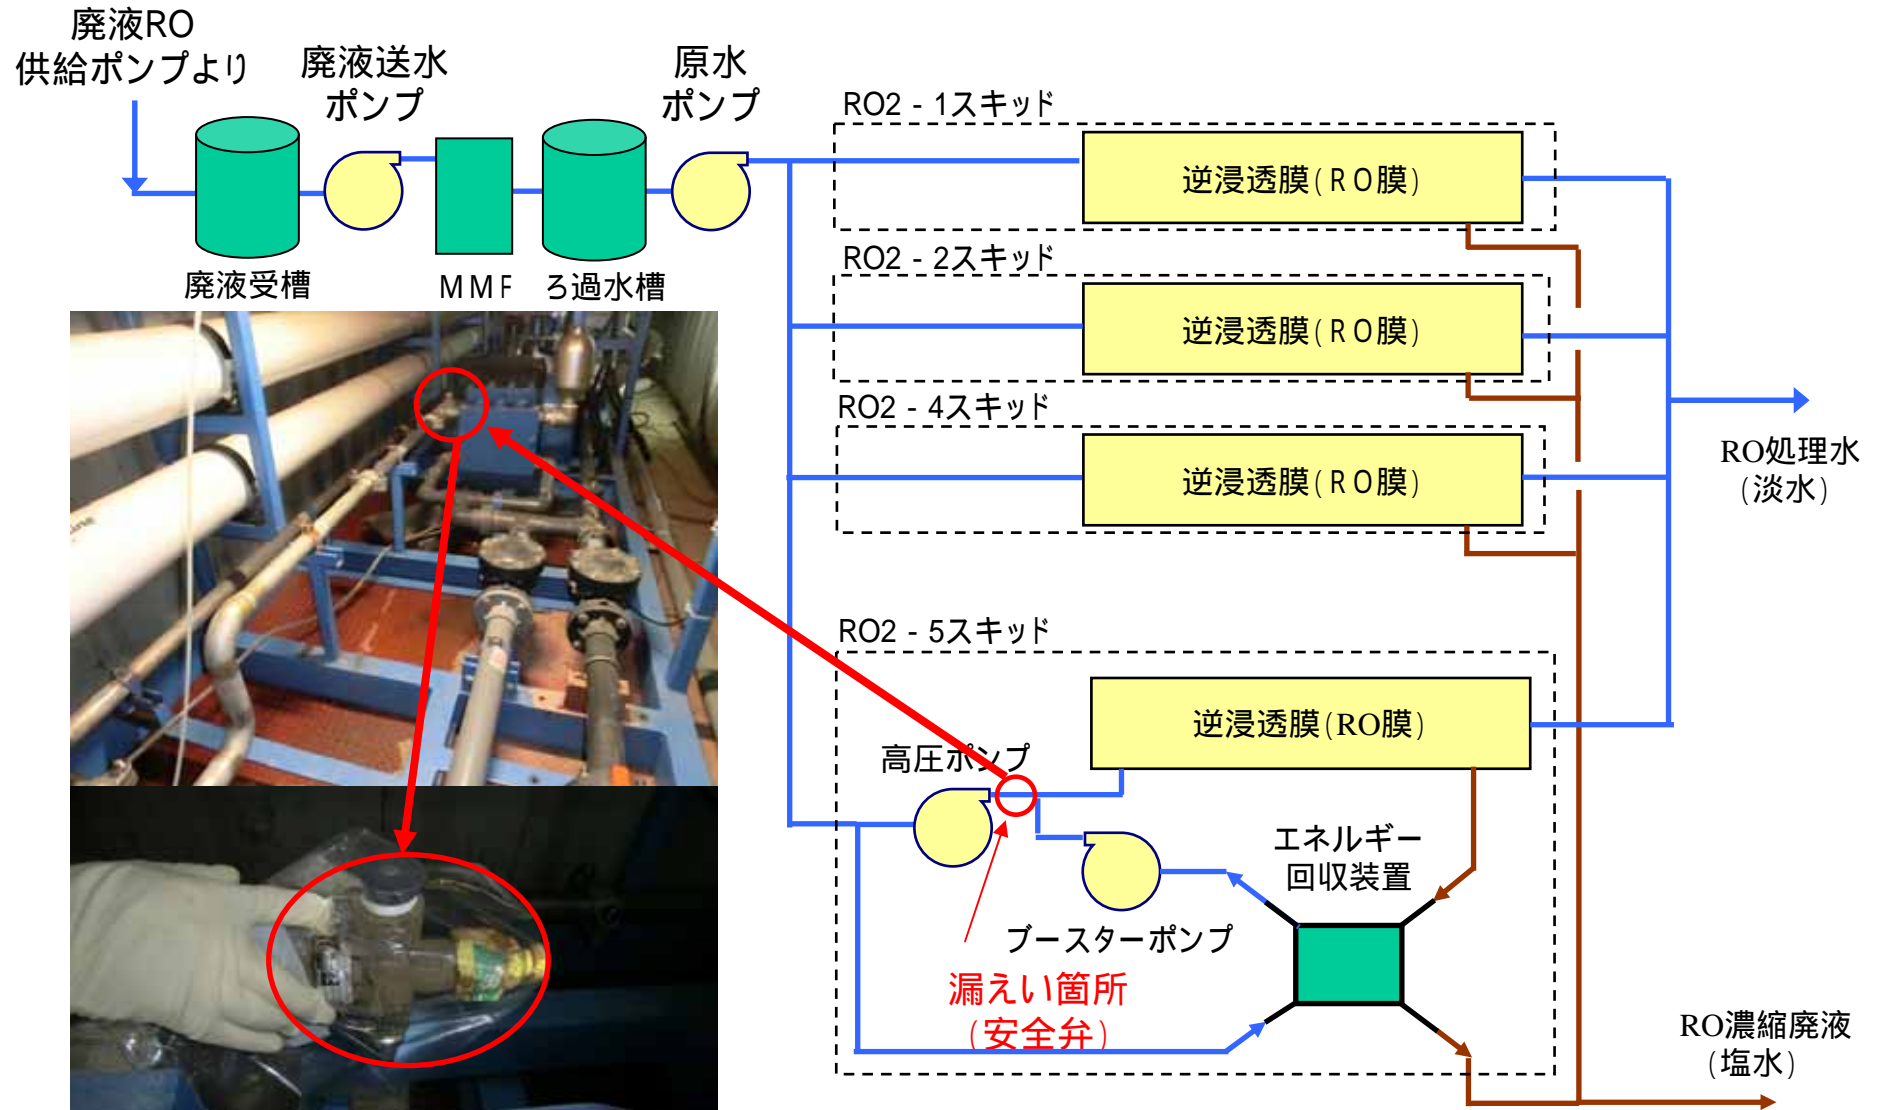 廃液RO
供給ポンプより
廃液送水
ポンプ
原水
ポンプ
廃液受槽
MMF
ろ過水槽
RO2 - 1スキッド
逆浸透膜(RO膜)
RO2 - 2スキッド
逆浸透膜(RO膜)
RO2 - 4スキッド
逆浸透膜(RO膜)
RO処理水
(淡水)
RO2 - 5スキッド
逆浸透膜(RO膜)
高圧ポンプ
エネルギー
回収装置
ブースターポンプ
漏えい箇所
(安全弁)
RO濃縮廃液
(塩水)